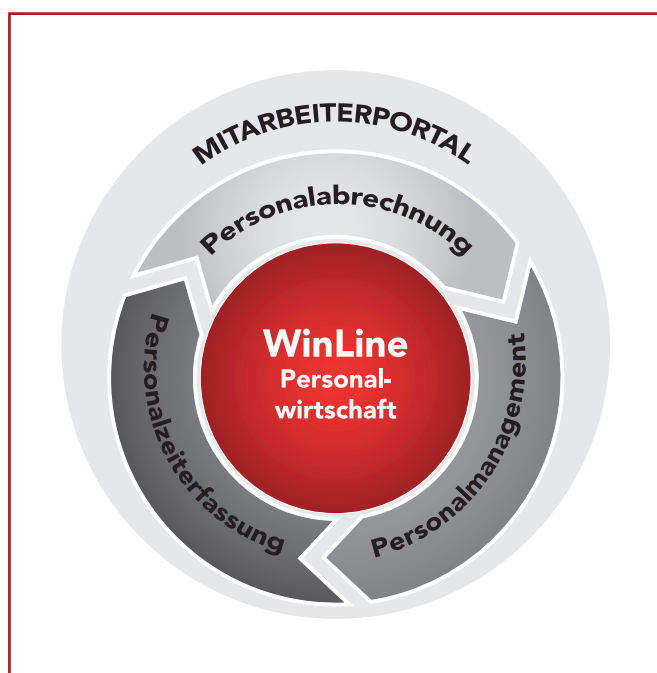 MITARBEITERPORTAL
Personalabrechnung
WinLine
Personal-
wirtschaft
Personalzeiterfassung
Personalmanagement